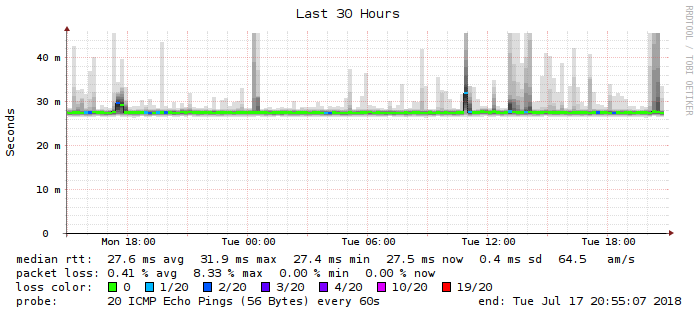 Last 30 Hours
RRDTOOL / TOBI OETIKER
Seconds
40 m
30 m
20 m
10 m
0
Mon 18:00 Tue 00:00 Tue 06:00 Tue 12:00 Tue 18:00
median rtt: 27.6 ms avg 31.9 ms max 27.4 ms min 27.5 ms now 0.4 ms sd 64.5 am/s
packet loss: 0.41 % avg 8.33 % max 0.00 % min 0.00 % now
loss color: 0 1/20 2/20 3/20 4/20 10/20 19/20
probe: 20 ICMP Echo Pings (56 Bytes) every 60s end: Tue Jul 17 20:55:07 2018